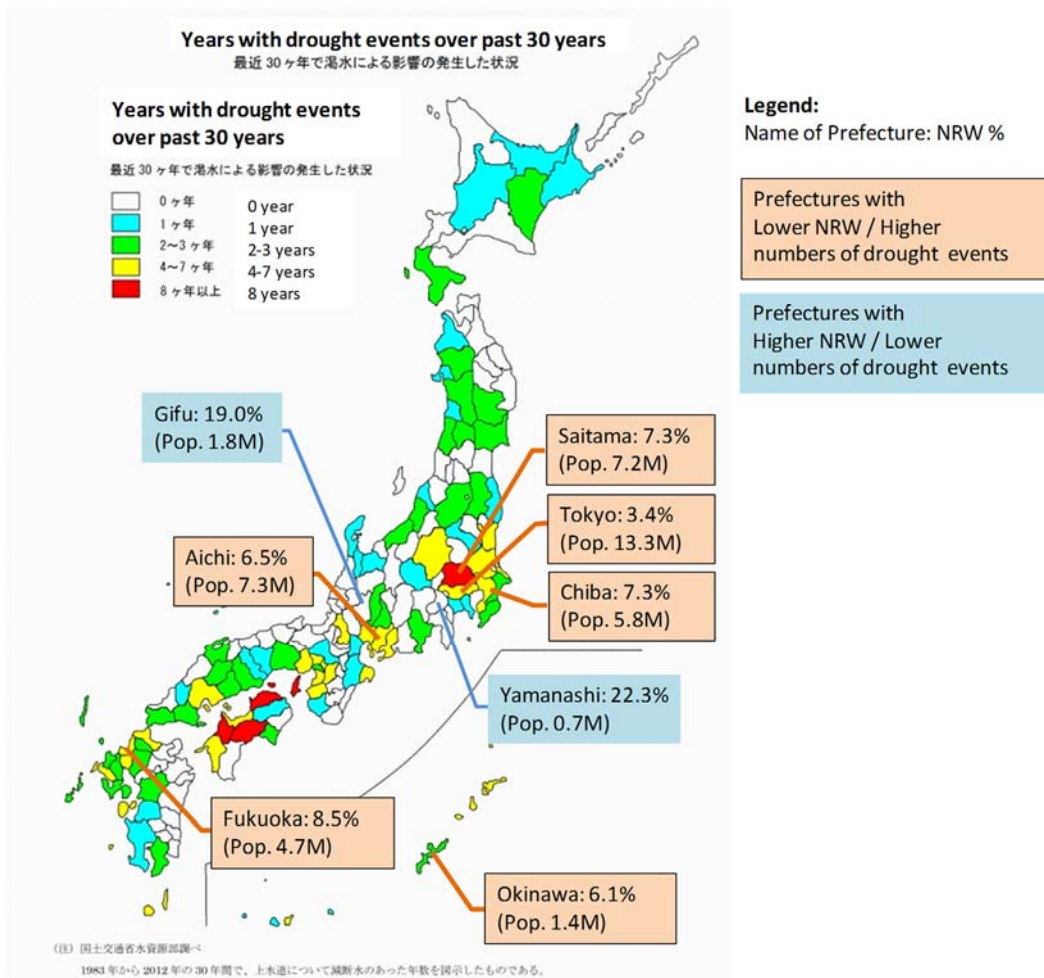 Years with drought events over past 30 years
最近30ヶ年で渇水による影響の発生した状況
Years with drought events
over past 30 years
最近30ヶ年で渇水による影響の発生した状況
0ヶ年 0 year
1ヶ年 1 year
2〜3ヶ年 2-3 years
4〜7ヶ年 4-7 years
8ヶ年以上 8 years
Legend:
Name of Prefecture: NRW %
Prefectures with
Lower NRW / Higher
numbers of drought events
Prefectures with
Higher NRW / Lower
numbers of drought events
Gifu: 19.0%
(Pop. 1.8M)
Saitama: 7.3%
(Pop. 7.2M)
Tokyo: 3.4%
(Pop. 13.3M)
Aichi: 6.5%
(Pop. 7.3M)
Chiba: 7.3%
(Pop. 5.8M)
Yamanashi: 22.3%
(Pop. 0.7M)
Fukuoka: 8.5%
(Pop. 4.7M)
Okinawa: 6.1%
(Pop. 1.4M)
(注) 国土交通省水資源部調べ
1983年から2012年の30年間で、上水道について減断水のあった年数を図示したものである。